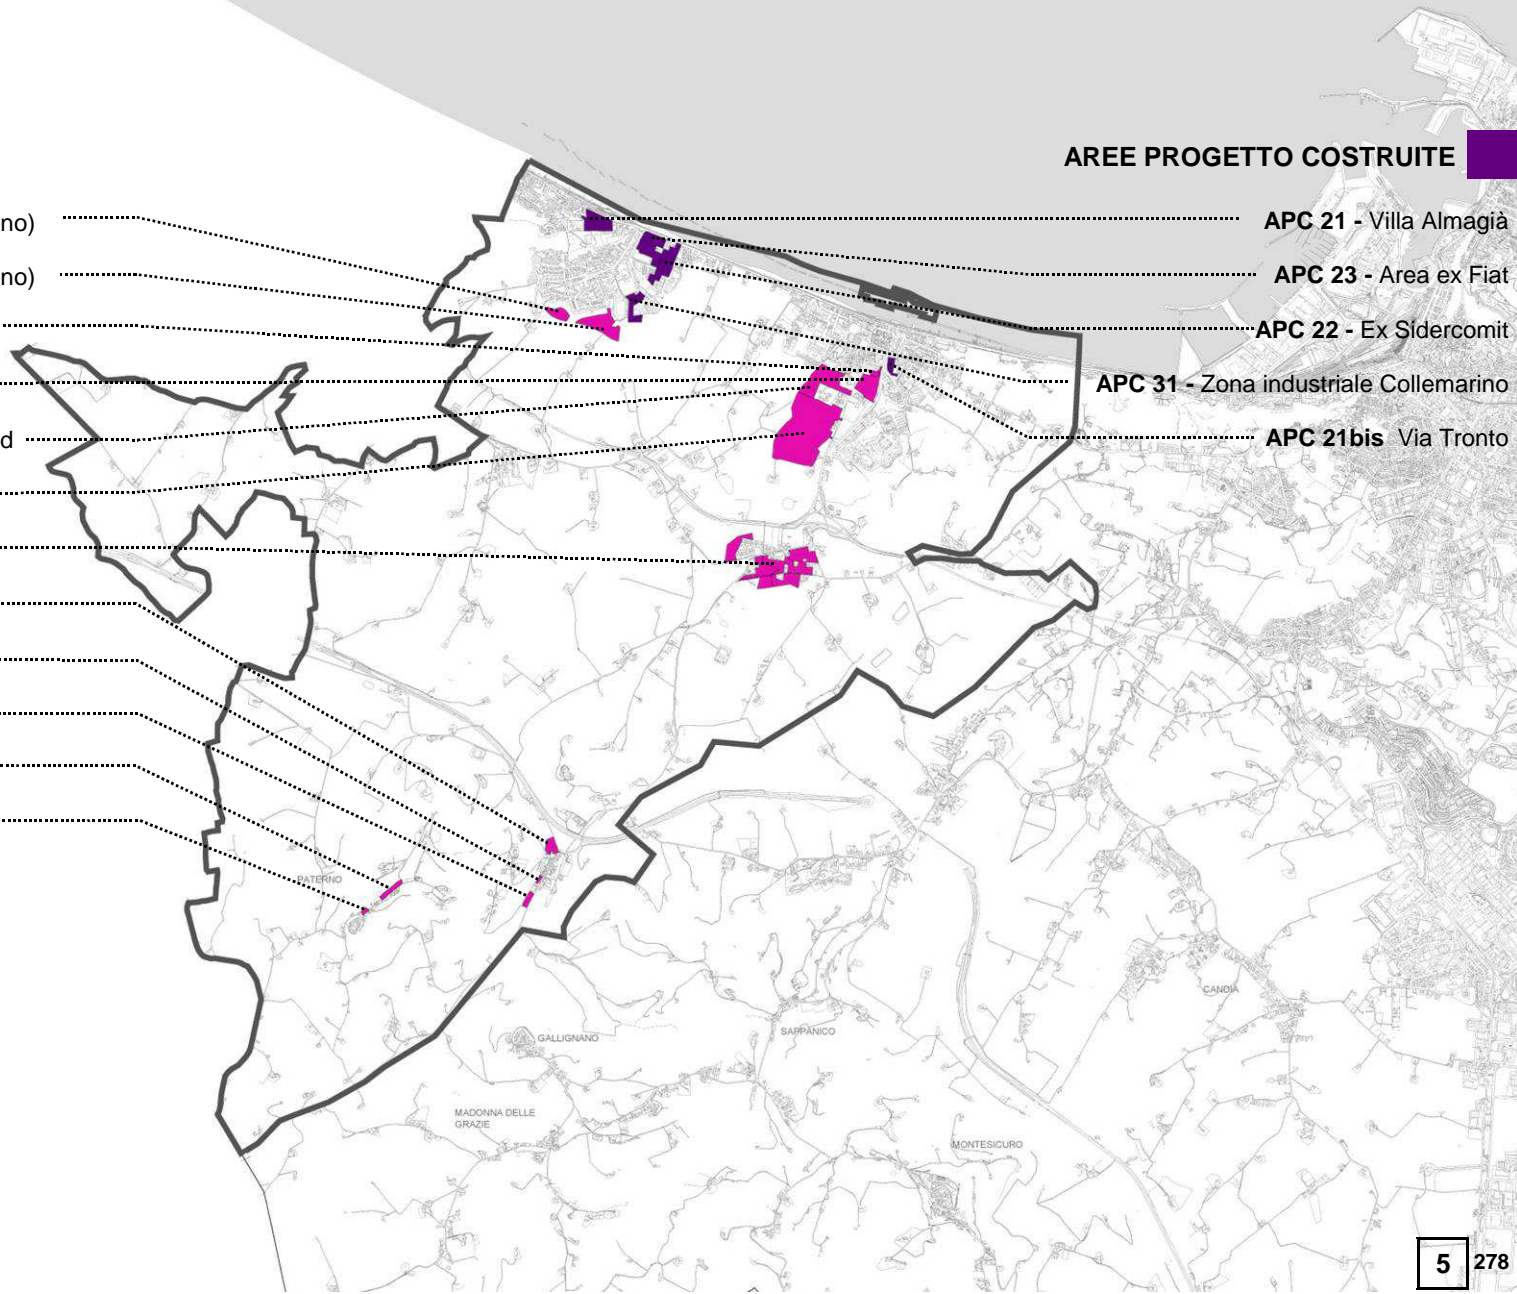 AREE PROGETTO COSTRUITE
no)
APC 21 - Villa Almagià
no)
APC 23 - Area ex Fiat
APC 22 - Ex Sidercomit
APC 31 - Zona industriale Collemarino
d
APC 21bis Via Tronto
PATERNO
CANDIA
GALLIGNANO
SAPPANICO
MADONNA DELLE
GRAZIE
MONTESICURO
5 278